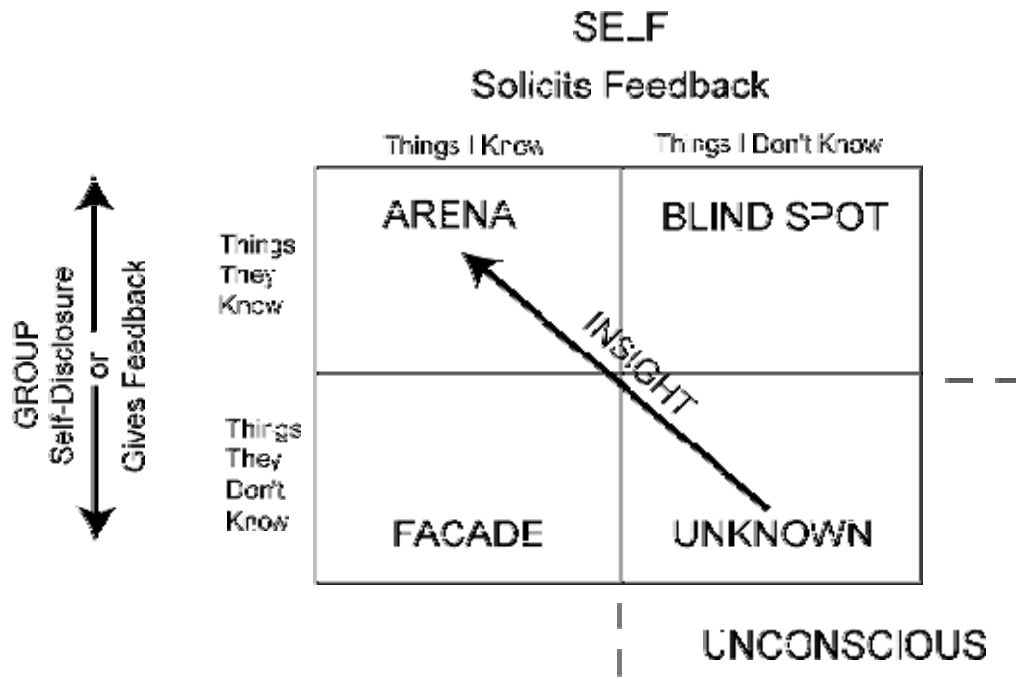 SELF
Solicits Feedback
Things I Know
Things I Don't Know
ARENA
BLIND SPOT
Things
They
Know
GROUP
Self-Disclosure
or
Gives Feedback
INSIGHT
Things
They
Don't
Know
FACADE
UNKNOWN
UNCONSCIOUS